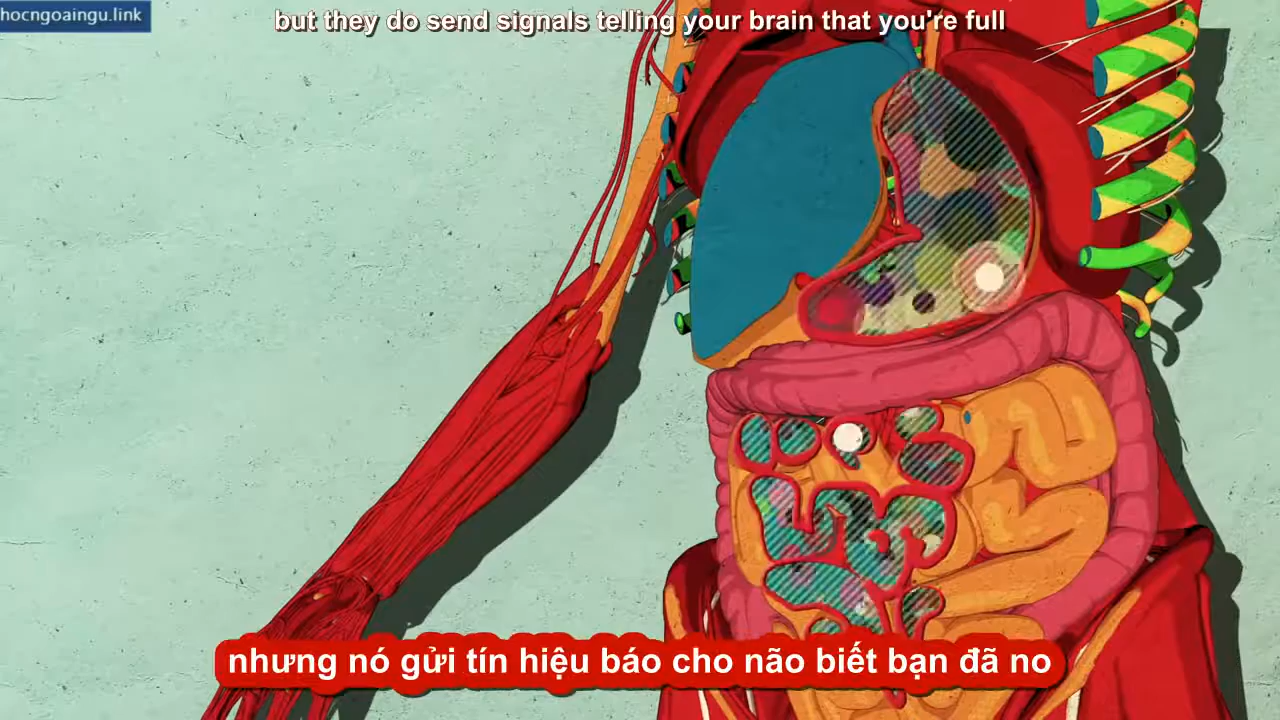 hocngoaingu.link
but they do send signals telling your brain that you're full
nhưng nó gửi tín hiệu báo cho não biết bạn đã no